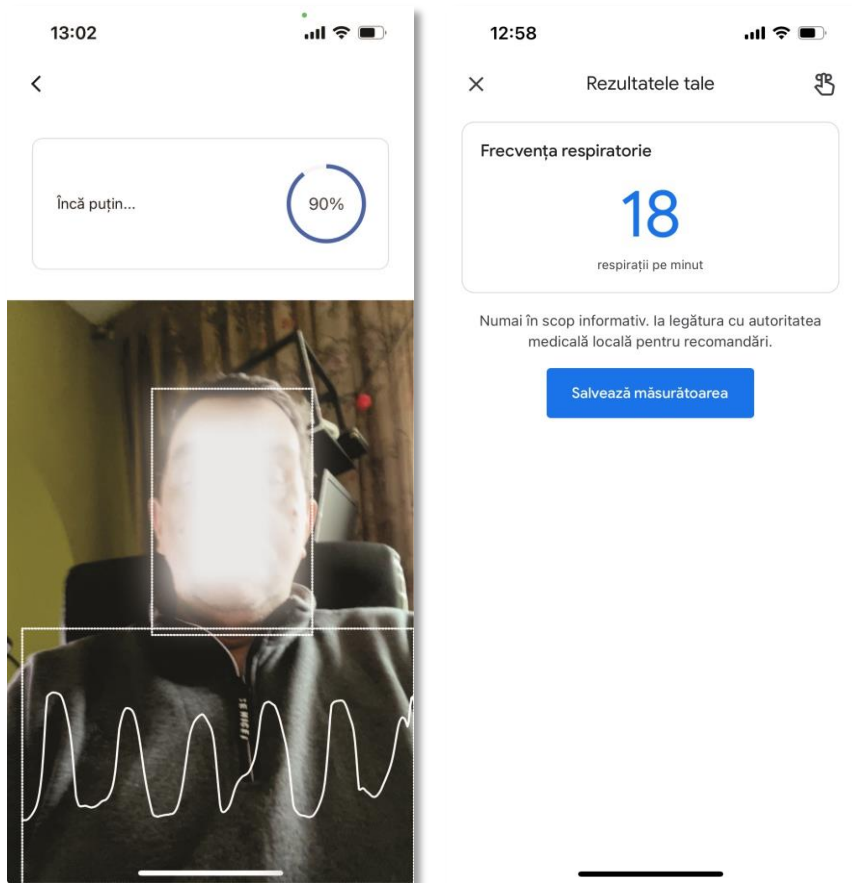 13:02
Încă puțin...
90%
12:58
Rezultatele tale
Frecvența respiratorie
18
respirații pe minut
Numai în scop informativ. Ia legătura cu autoritatea
medicală locală pentru recomandări.
Salvează măsurătoarea